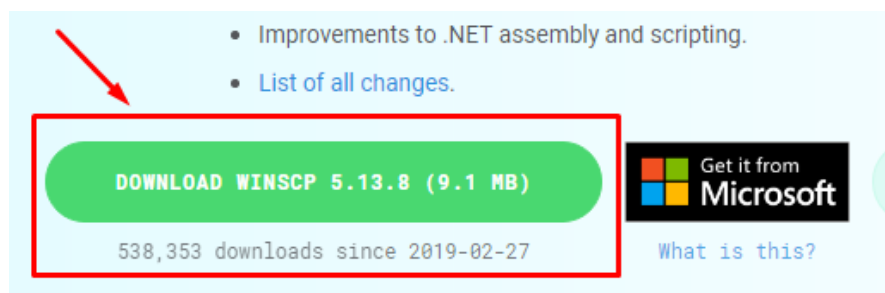 Improvements to .NET assembly and scripting.
List of all changes.
DOWNLOAD WINSCP 5.13.8 (9.1 MB)
538,353 downloads since 2019-02-27
Get it from
Microsoft
What is this?